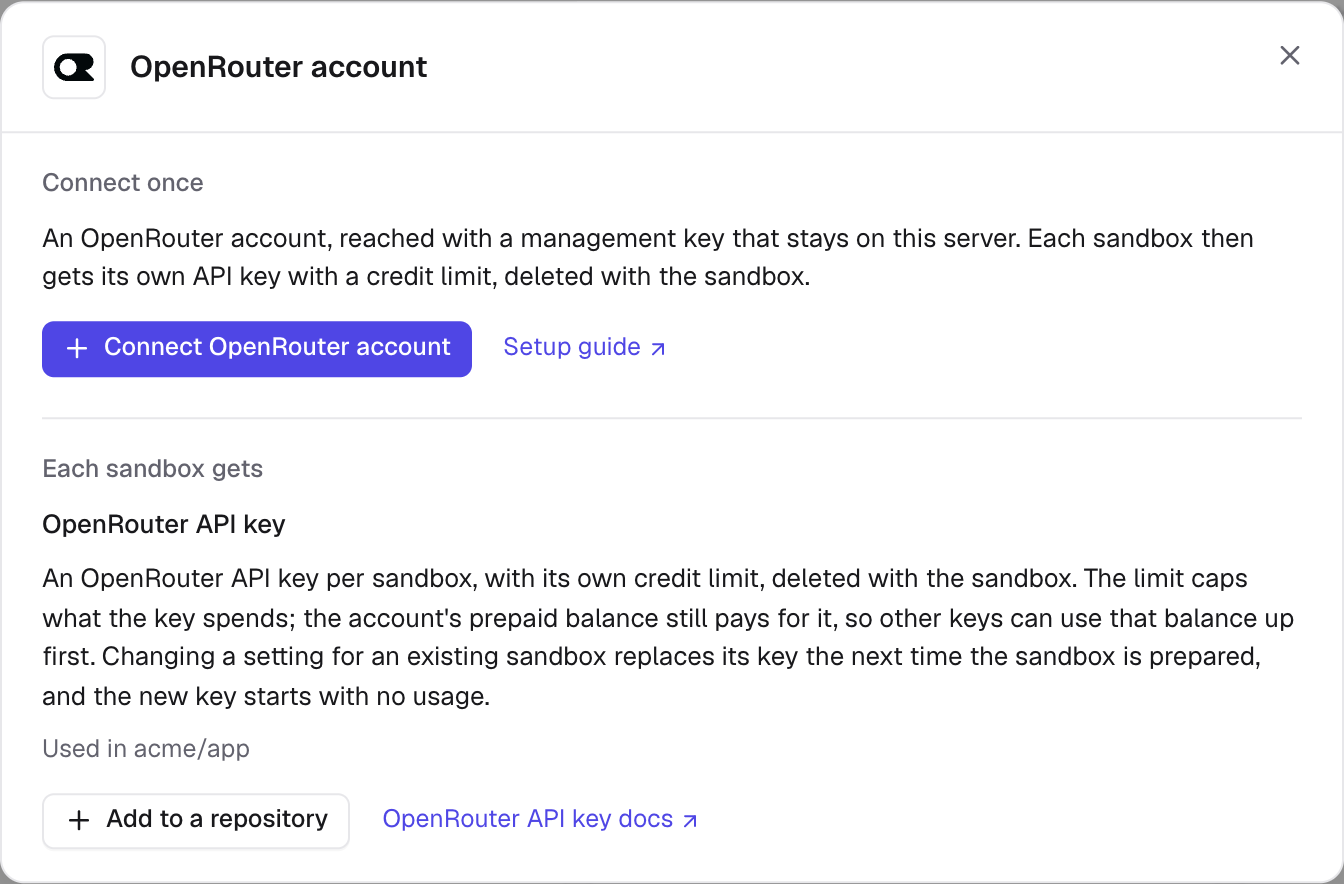 OpenRouter account
Connect once
An OpenRouter account, reached with a management key that stays on this server. Each sandbox then
gets its own API key with a credit limit, deleted with the sandbox.
Connect OpenRouter account
Setup guide
Each sandbox gets
OpenRouter API key
An OpenRouter API key per sandbox, with its own credit limit, deleted with the sandbox. The limit caps
what the key spends; the account's prepaid balance still pays for it, so other keys can use that balance up
first. Changing a setting for an existing sandbox replaces its key the next time the sandbox is prepared,
and the new key starts with no usage.
Used in acme/app
Add to a repository
OpenRouter API key docs